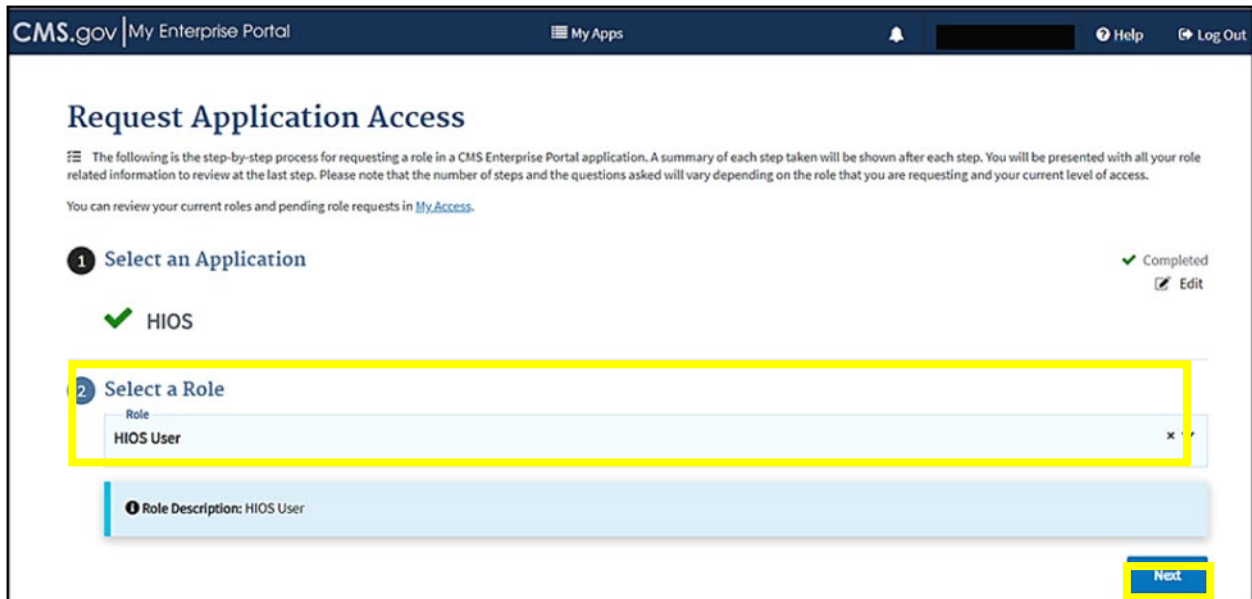 CMS.gov | My Enterprise Portal My Apps Help Log Out
Request Application Access
The following is the step-by-step process for requesting a role in a CMS Enterprise Portal application. A summary of each step taken will be shown after each step. You will be presented with all your role
related information to review at the last step. Please note that the number of steps and the questions asked will vary depending on the role that you are requesting and your current level of access.
You can review your current roles and pending role requests in My Access.
1 Select an Application Completed
Edit
HIOS
2 Select a Role
Role
HIOS User
Role Description: HIOS User
Next